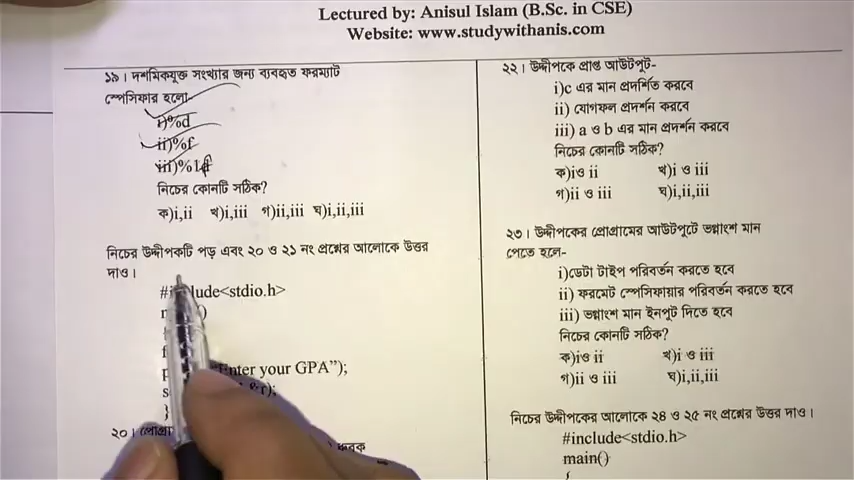 Lectured by: Anisul Islam (B.Sc. in CSE)
Website: www.studywithanis.com
১৯। দশমিকযুক্ত সংখ্যার জন্য ব্যবহৃত ফরম্যাট
স্পেসিফার হলো-
i)%d
ii)%f
iii)%lf
নিচের কোনটি সঠিক?
ক)i,ii খ)i,iii গ)ii,iii ঘ)i,ii,iii
নিচের উদ্দীপকটি পড় এবং ২০ ও ২১ নং প্রশ্নের আলোকে উত্তর
দাও।
#include<stdio.h>
Enter your GPA");
}
২০।
২২। উদ্দীপকে প্রাপ্ত আউটপুট-
i)c এর মান প্রদর্শিত করবে
ii) যোগফল প্রদর্শন করবে
iii) a ও b এর মান প্রদর্শন করবে
নিচের কোনটি সঠিক?
ক)iও ii খ)i ও iii
গ)ii ও iii ঘ)i,ii,iii
২৩। উদ্দীপকের প্রোগ্রামের আউটপুটে ভগ্নাংশ মান
পেতে হলে-
i)ডেটা টাইপ পরিবর্তন করতে হবে
ii) ফরমেট স্পেসিফায়ার পরিবর্তন করতে হবে
iii) ভগ্নাংশ মান ইনপুট দিতে হবে
নিচের কোনটি সঠিক?
ক)i ও ii খ)i ও iii
গ)ii ও iii ঘ)i,ii,iii
নিচের উদ্দীপকের আলোকে ২৪ ও ২৫ নং প্রশ্নের উত্তর দাও।
#include<stdio.h>
main()
{